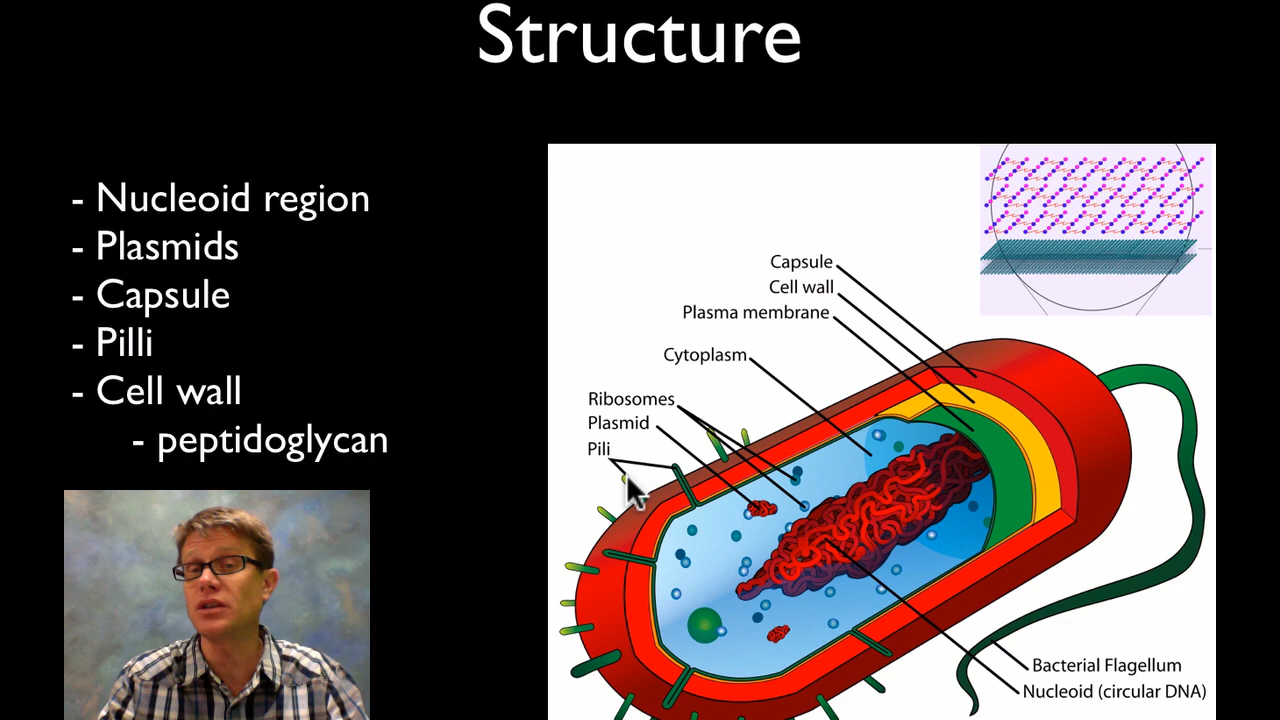 Structure
- Nucleoid region
- Plasmids
- Capsule
- Pilli
- Cell wall
- peptidoglycan
Capsule
Cell wall
Plasma membrane
Cytoplasm
Ribosomes
Plasmid
Pili
Bacterial Flagellum
Nucleoid (circular DNA)